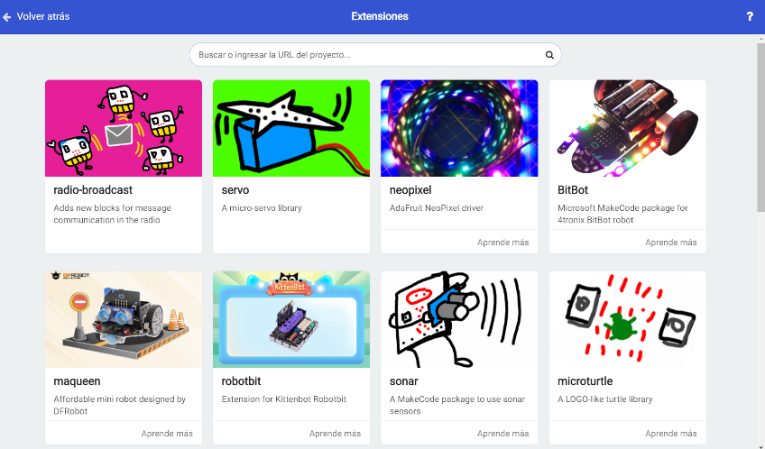 Volver atrás
Extensiones
?
Buscar o ingresar la URL del proyecto...
radio-broadcast
Adds new blocks for message
communication in the radio
servo
A micro-servo library
neopixel
AdaFruit NeoPixel driver
Aprende más
BitBot
Microsoft MakeCode package for
4tronix BitBot robot
Aprende más
DFROBOT
maqueen
Affordable mini robot designed by
DFRobot
Aprende más
KittenBot
robotbit
Extension for Kittenbot Robotbit
Aprende más
sonar
A MakeCode package to use sonar
sensors
Aprende más
microturtle
A LOGO-like turtle library
Aprende más